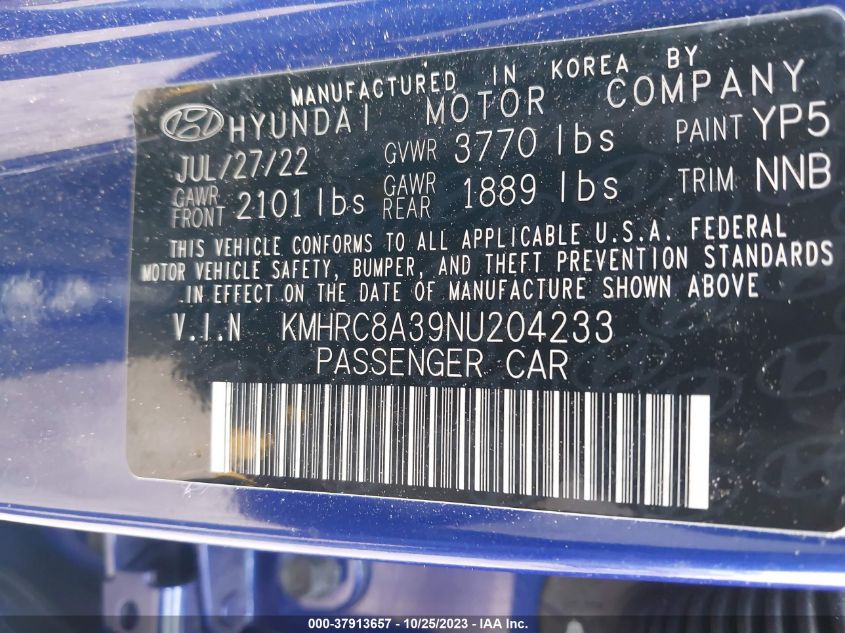 MANUFACTURED IN KOREA BY
HYUNDAI MOTOR COMPANY
JUL/27/22 GVWR 3770 lbs PAINT YP5
GAWR FRONT 2101 lbs GAWR REAR 1889 lbs TRIM NNB
THIS VEHICLE CONFORMS TO ALL APPLICABLE U.S.A. FEDERAL
MOTOR VEHICLE SAFETY, BUMPER, AND THEFT PREVENTION STANDARDS
.IN EFFECT ON THE DATE OF MANUFACTURE SHOWN ABOVE
V.I.N KMHRC8A39NU204233
PASSENGER CAR
000-37913657 - 10/25/2023 - IAA Inc.